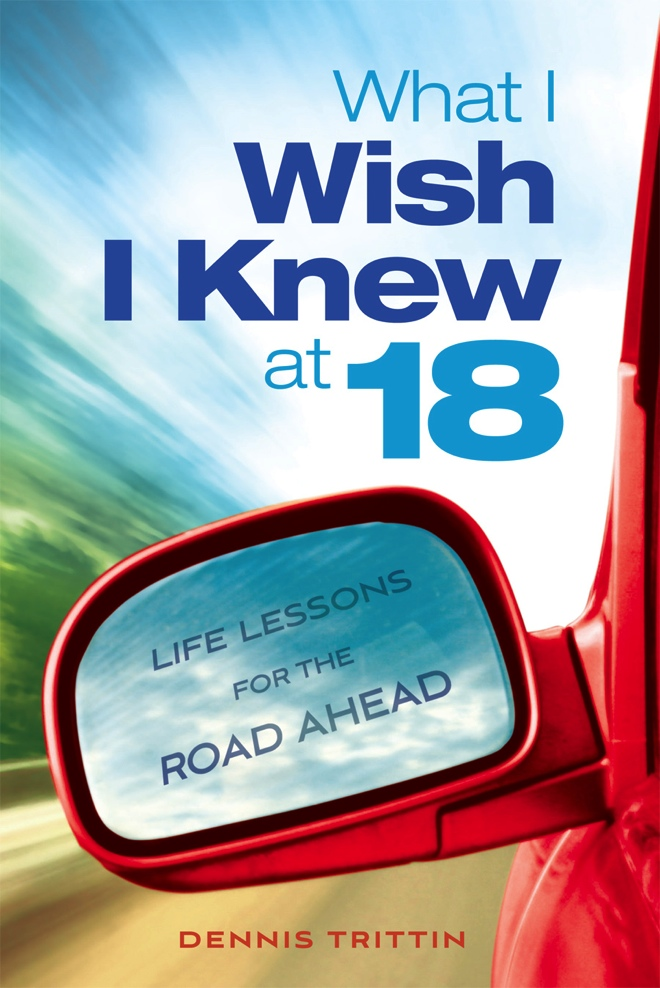 What I
Wish
I Knew
at 18
LIFE LESSONS
FOR THE
ROAD AHEAD
DENNIS TRITTIN